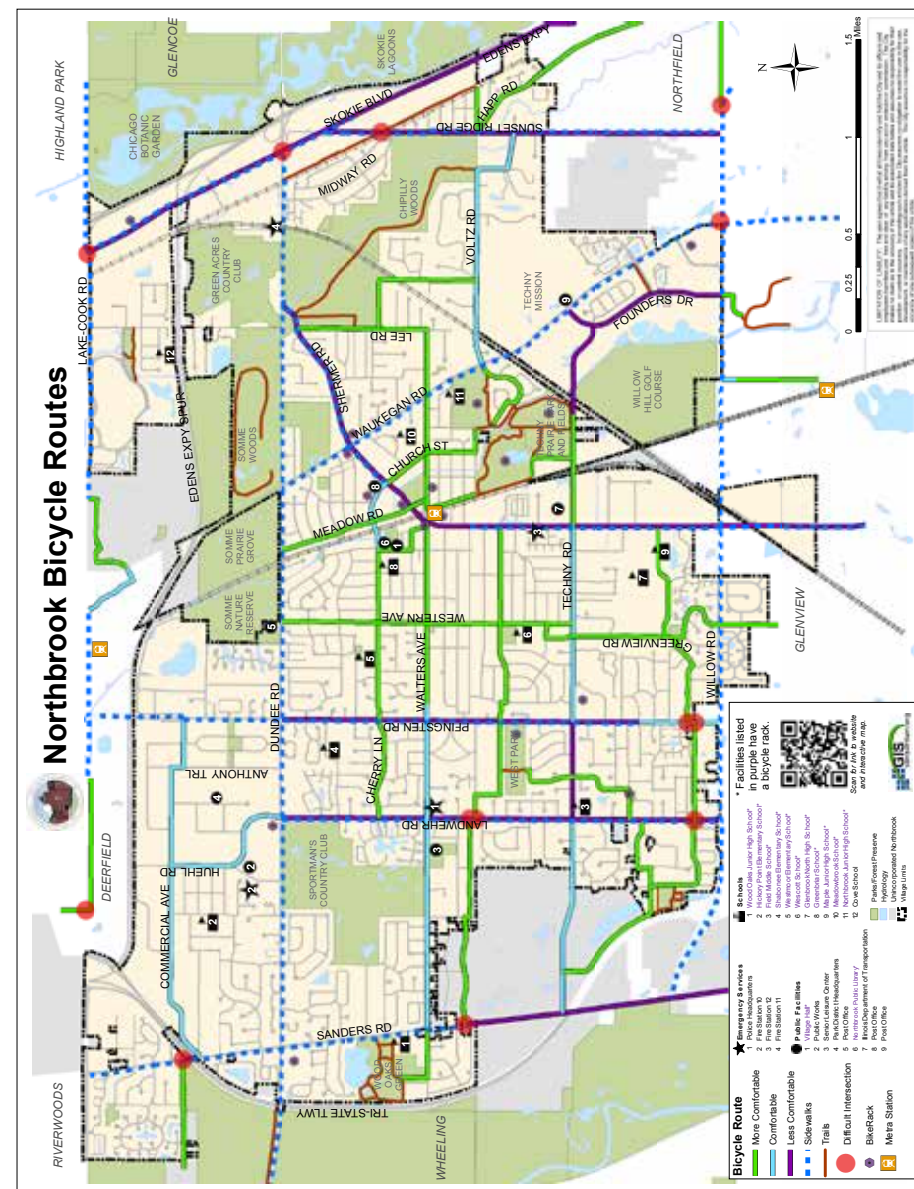 Northbrook Bicycle Routes
HIGHLAND PARK
GLENCOE
DEERFIELD
RIVERWOODS
WHEELING
GLENVIEW
NORTHFIELD
CHICAGO
BOTANIC
GARDEN
SKOKIE
LAGOONS
SKOKIE BLVD
EDENS EXPY
LAKE-COOK RD
EDENS EXPY SPUR
GREEN ACRES
COUNTRY
CLUB
MIDWAY RD
HAPP RD
SUNSET RIDGE RD
CHIPILLY
WOODS
VOLTZ RD
TECHNY
MISSION
FOUNDERS DR
LEE RD
SHERMER RD
WAUKEGAN RD
CHURCH ST
MEADOW RD
SOMME
WOODS
SOMME
PRAIRIE
GROVE
SOMME
NATURE
RESERVE
WILLOW
HILL GOLF
COURSE
TECHNY RD
WESTERN AVE
WALTERS AVE
GREENVIEW RD
WILLOW RD
DUNDEE RD
PFINGSTEN RD
CHERRY LN
WEST PARK
ANTHONY TRL
LANDWEHR RD
HUEHL RD
COMMERCIAL AVE
SPORTMAN'S
COUNTRY CLUB
SANDERS RD
WOOD
OAKS
GREEN
TRI-STATE TLWY
N
0 0.25 0.5 1 1.5
Miles
Bicycle Route
More Comfortable
Comfortable
Less Comfortable
Sidewalks
Trails
Difficult Intersection
BikeRack
Metra Station
Emergency Services
1 Police Headquarters
2 Fire Station 10
3 Fire Station 12
4 Fire Station 11
Public Facilities
1 Village Hall*
2 Public Works
3 Senior Leisure Center
4 Park District Headquarters
5 Post Office
6 Northbrook Public Library*
7 Illinois Department of Transportation
8 Post Office
9 Post Office
Schools
1 Wood Oaks Junior High School*
2 Hickory Point Elementary School*
3 Field Middle School*
4 Shabonee Elementary School*
5 Westmoor Elementary School*
6 Wescott School*
7 Glenbrook North High School*
8 Greenbriar School*
9 Maple Junior High School*
10 Meadowbrook School*
11 Northbrook Junior High School*
12 Cove School
Parks/Forest Preserve
Hydrology
Unincorporated Northbrook
Village Limits
* Facilities listed
in purple have
a bicycle rack.
Scan for link to website
and interactive map.
GIS